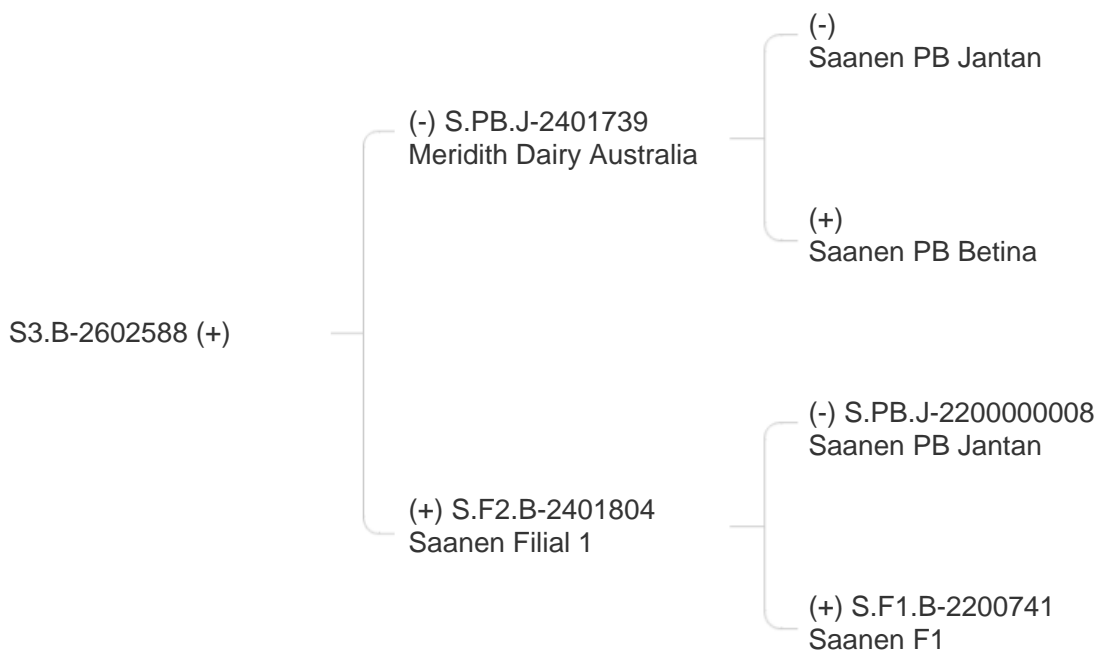 (-)
Saanen PB Jantan
(-) S.PB.J-2401739
Meridith Dairy Australia
(+)
Saanen PB Betina
S3.B-2602588 (+)
(-) S.PB.J-2200000008
Saanen PB Jantan
(+) S.F2.B-2401804
Saanen Filial 1
(+) S.F1.B-2200741
Saanen F1